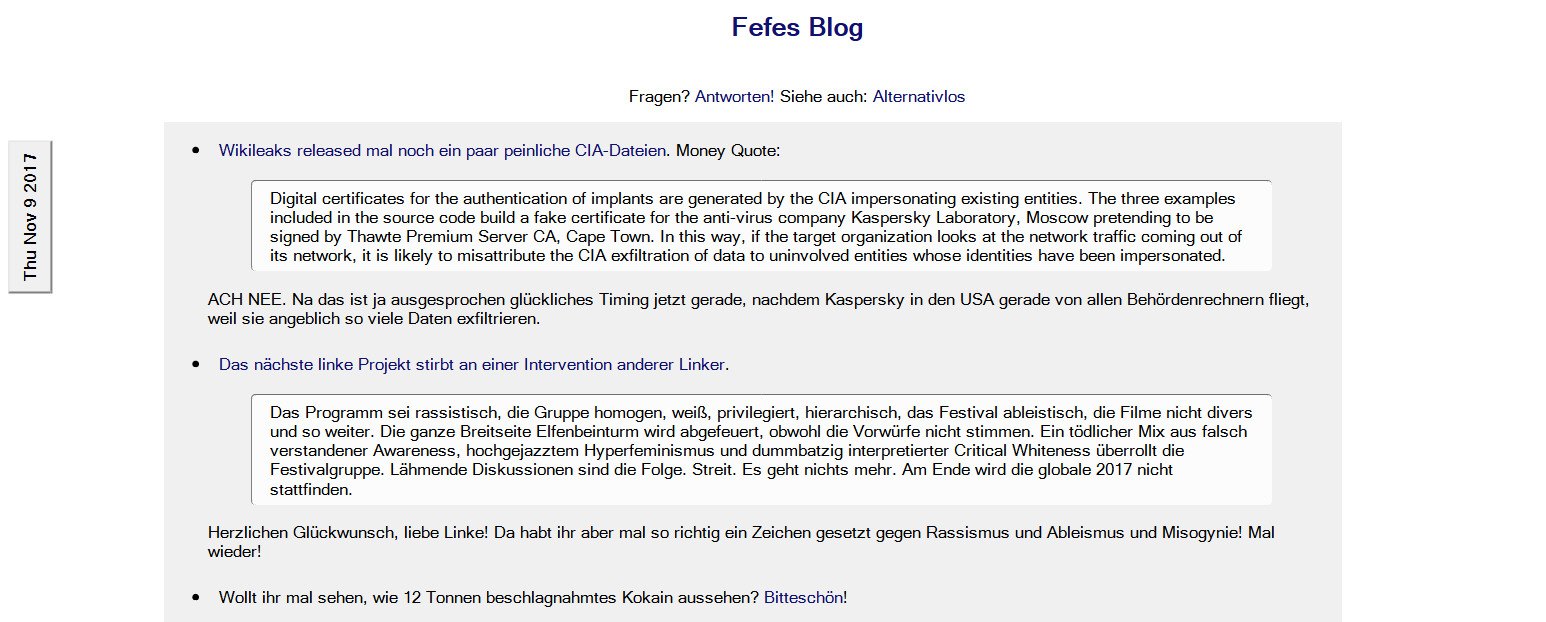 Fefes Blog
Fragen? Antworten! Siehe auch: Alternativlos
Thu Nov 9 2017
Wikileaks released mal noch ein paar peinliche CIA-Dateien. Money Quote:
Digital certificates for the authentication of implants are generated by the CIA impersonating existing entities. The three examples
included in the source code build a fake certificate for the anti-virus company Kaspersky Laboratory, Moscow pretending to be
signed by Thawte Premium Server CA, Cape Town. In this way, if the target organization looks at the network traffic coming out of
its network, it is likely to misattribute the CIA exfiltration of data to uninvolved entities whose identities have been impersonated.
ACH NEE. Na das ist ja ausgesprochen glückliches Timing jetzt gerade, nachdem Kaspersky in den USA gerade von allen Behördenrechnern fliegt,
weil sie angeblich so viele Daten exfiltrieren.
Das nächste linke Projekt stirbt an einer Intervention anderer Linker.
Das Programm sei rassistisch, die Gruppe homogen, weiß, privilegiert, hierarchisch, das Festival ableistisch, die Filme nicht divers
und so weiter. Die ganze Breitseite Elfenbeinturm wird abgefeuert, obwohl die Vorwürfe nicht stimmen. Ein tödlicher Mix aus falsch
verstandener Awareness, hochgejazztem Hyperfeminismus und dummbatzig interpretierter Critical Whiteness überrollt die
Festivalgruppe. Lähmende Diskussionen sind die Folge. Streit. Es geht nichts mehr. Am Ende wird die globale 2017 nicht
stattfinden.
Herzlichen Glückwunsch, liebe Linke! Da habt ihr aber mal so richtig ein Zeichen gesetzt gegen Rassismus und Ableismus und Misogynie! Mal
wieder!
Wollt ihr mal sehen, wie 12 Tonnen beschlagnahmtes Kokain aussehen? Bitteschön!